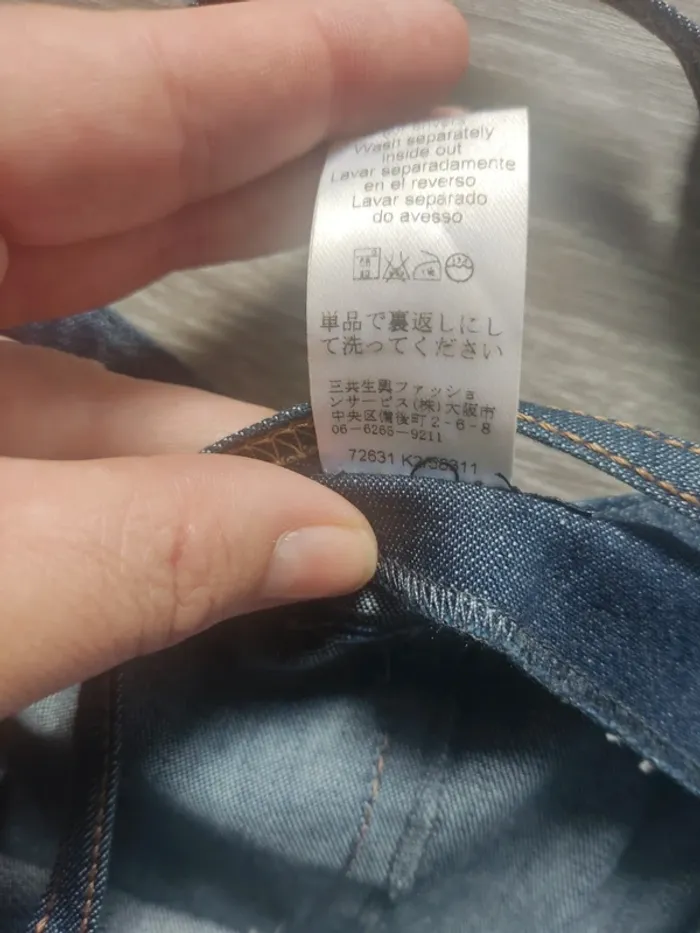 Wash separately
inside out
Lavar separadamente
en el reverso
Lavar separado
do avesso
単品で裏返しにし
て洗ってください
三共生興ファッショ
ンサービス(株)大阪市
中央区備後町2-6-8
06-6265-9211
72631